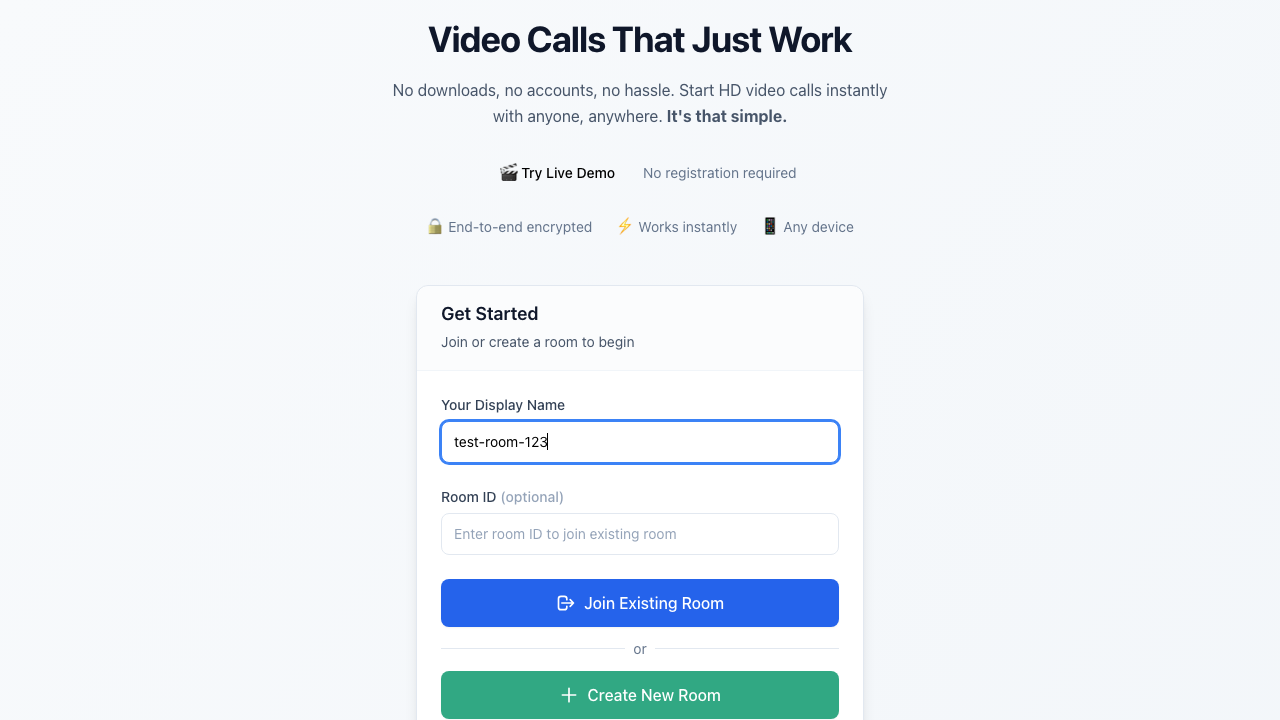 Video Calls That Just Work
No downloads, no accounts, no hassle. Start HD video calls instantly
with anyone, anywhere. It's that simple.
🎬 Try Live Demo No registration required
🔒 End-to-end encrypted ⚡ Works instantly 📱 Any device
Get Started
Join or create a room to begin
Your Display Name
test-room-123
Room ID (optional)
Enter room ID to join existing room
Join Existing Room
or
Create New Room